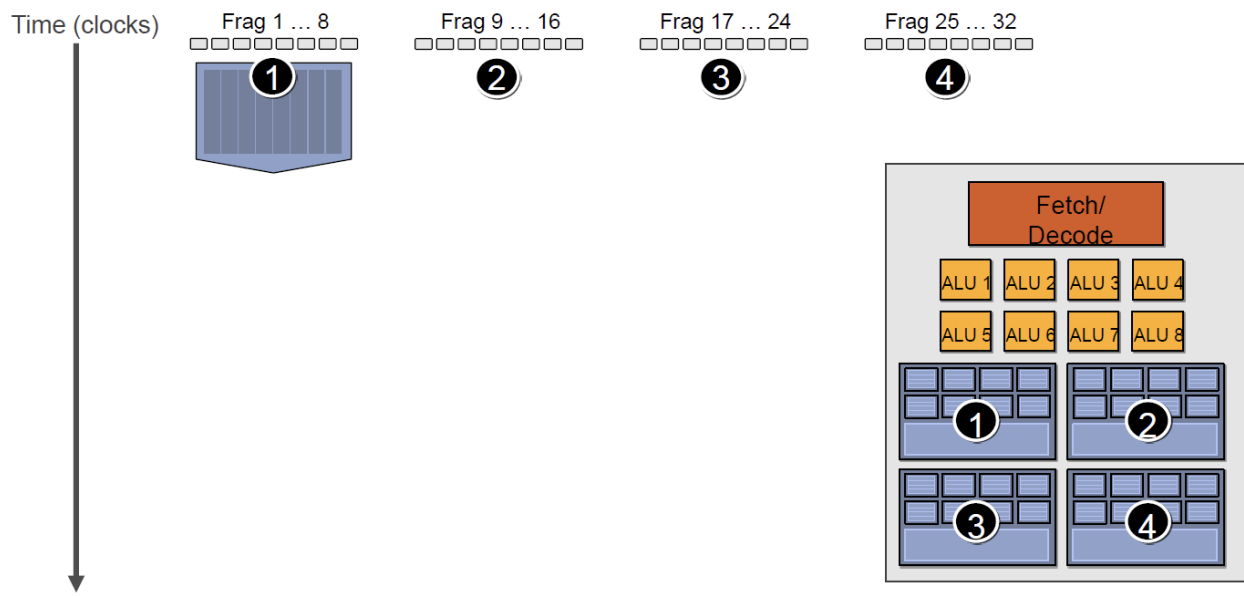 Time (clocks)
Frag 1 … 8
Frag 9 … 16
Frag 17 … 24
Frag 25 … 32
1
2
3
4
Fetch/
Decode
ALU 1
ALU 2
ALU 3
ALU 4
ALU 5
ALU 6
ALU 7
ALU 8
1
2
3
4